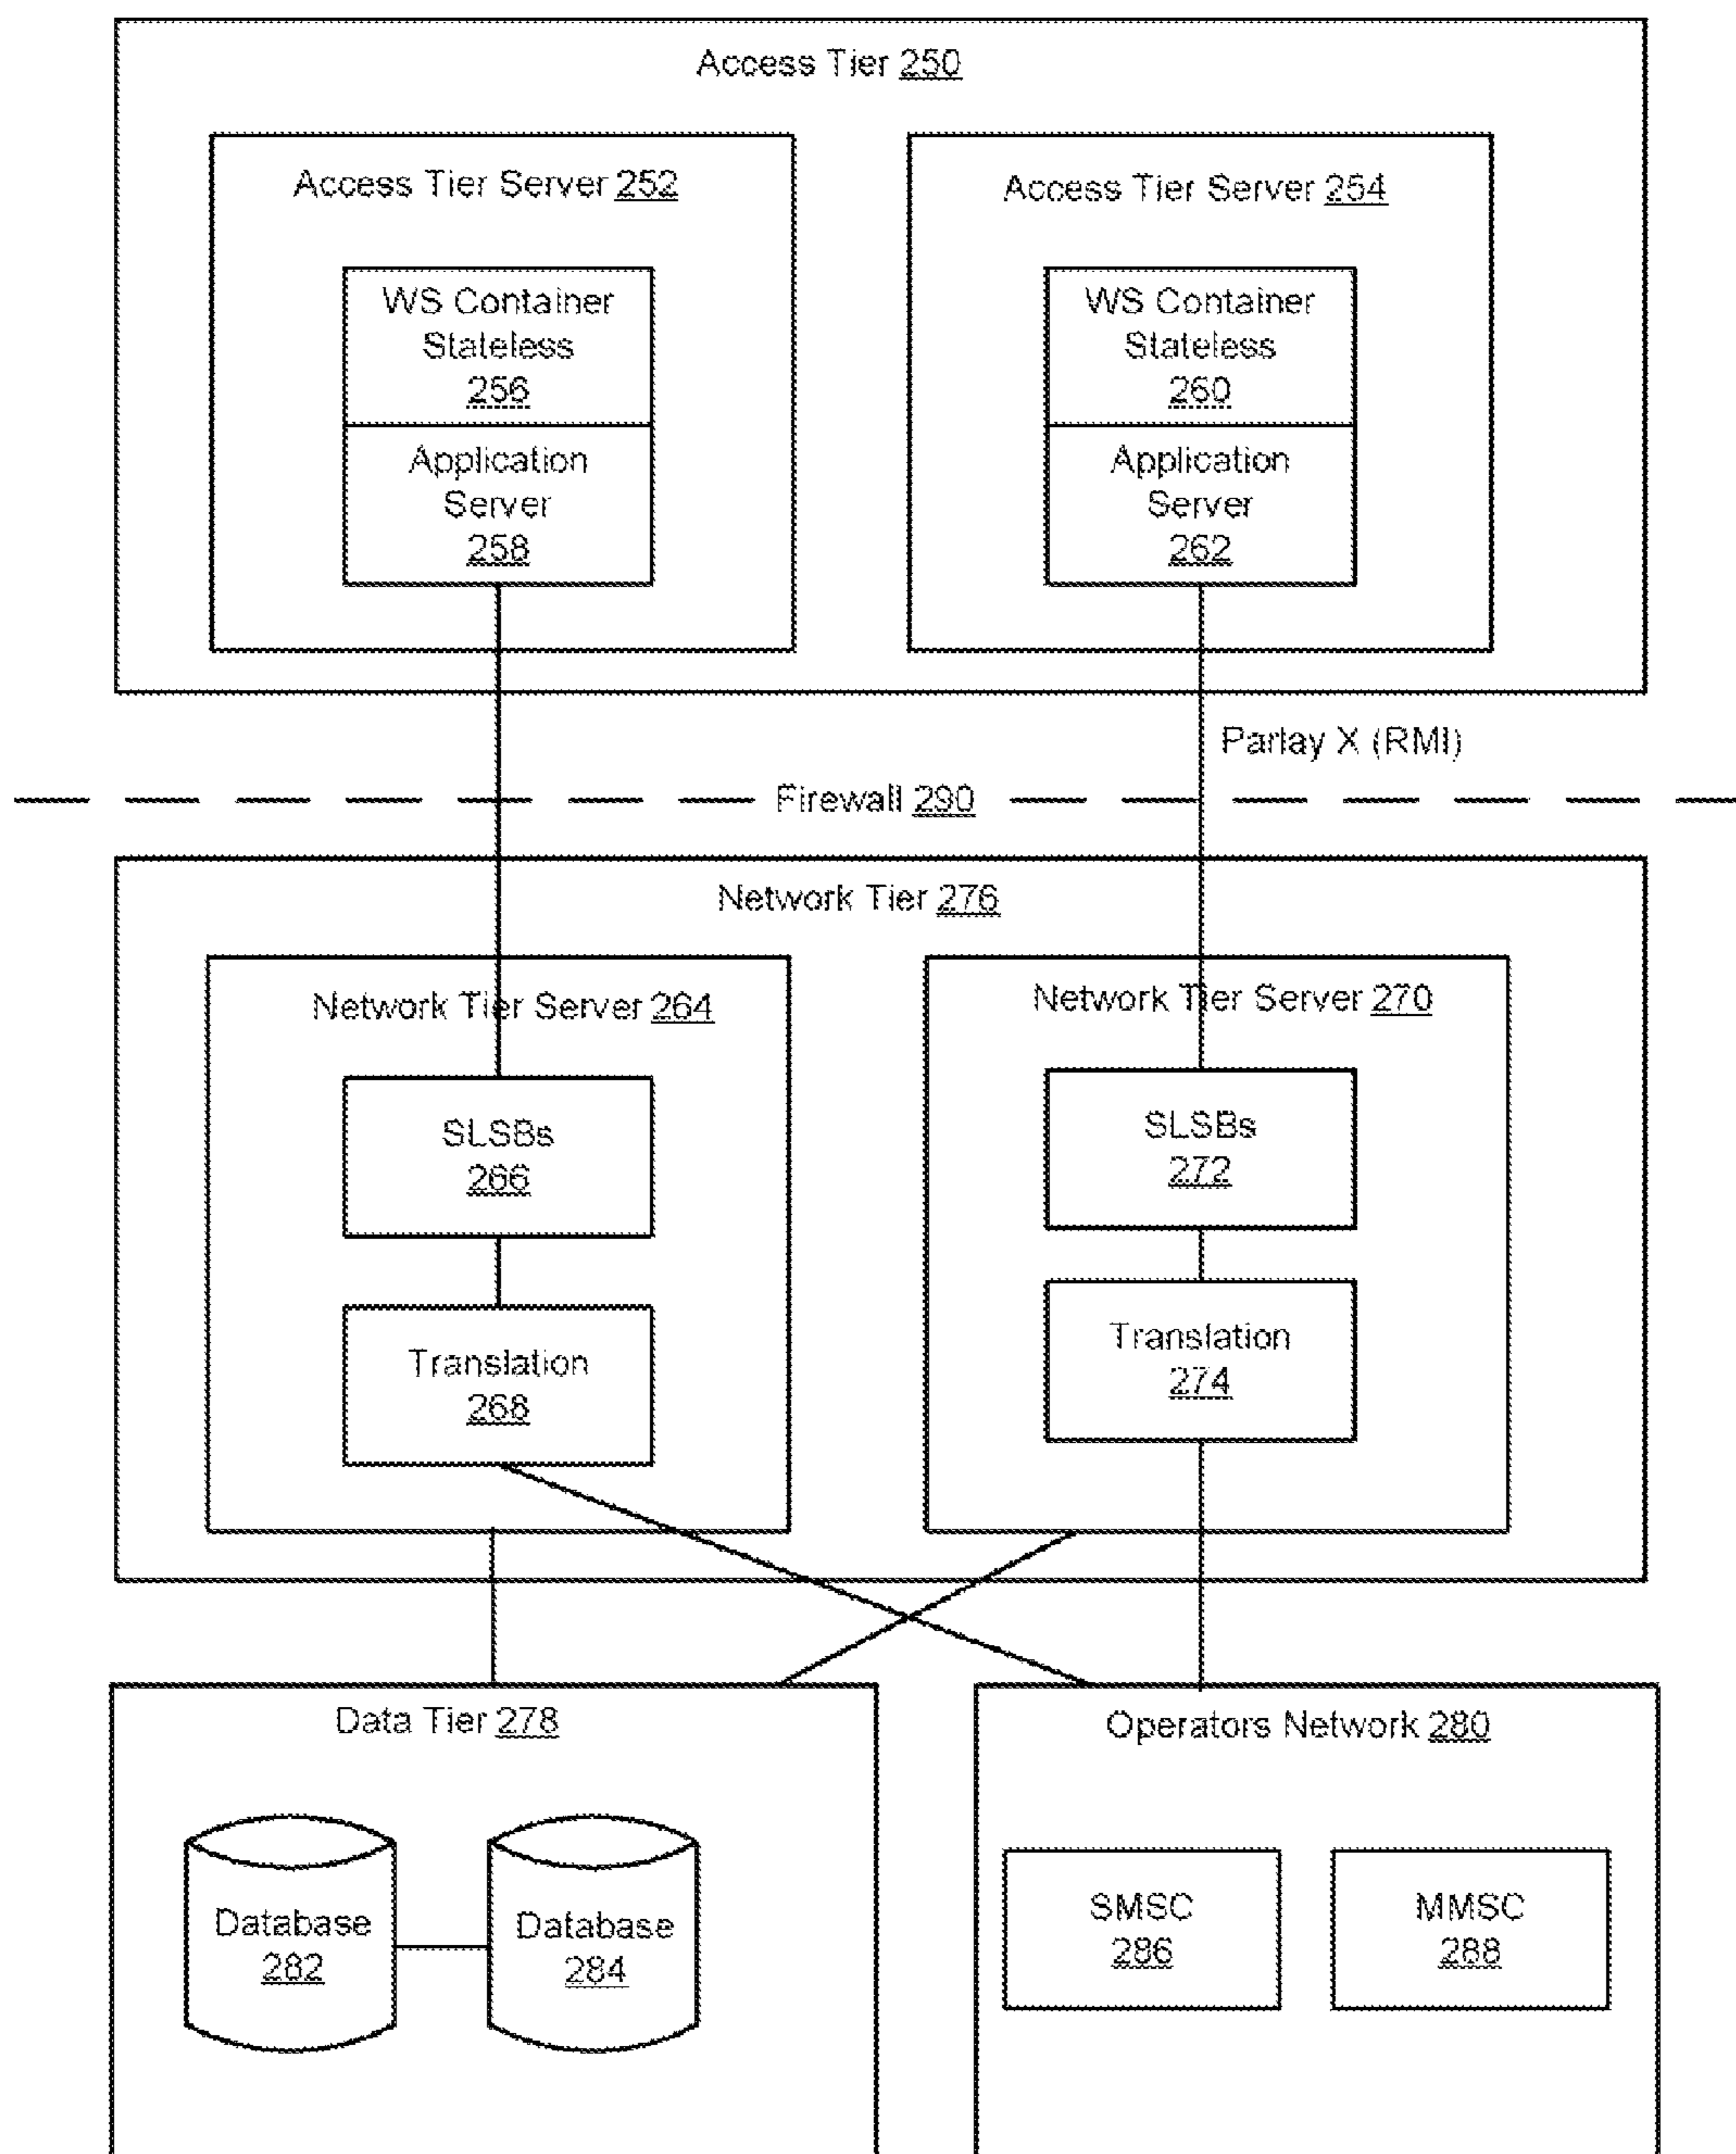 Access Tier 250
Access Tier Server 252
Access Tier Server 254
WS Container
Stateless
256
Application
Server
258
WS Container
Stateless
260
Application
Server
262
Parlay X (RMI)
Firewall 290
Network Tier 276
Network Tier Server 264
Network Tier Server 270
SLSBs
266
SLSBs
272
Translation
268
Translation
274
Data Tier 278
Operators Network 280
Database
282
Database
284
SMSC
286
MMSC
288